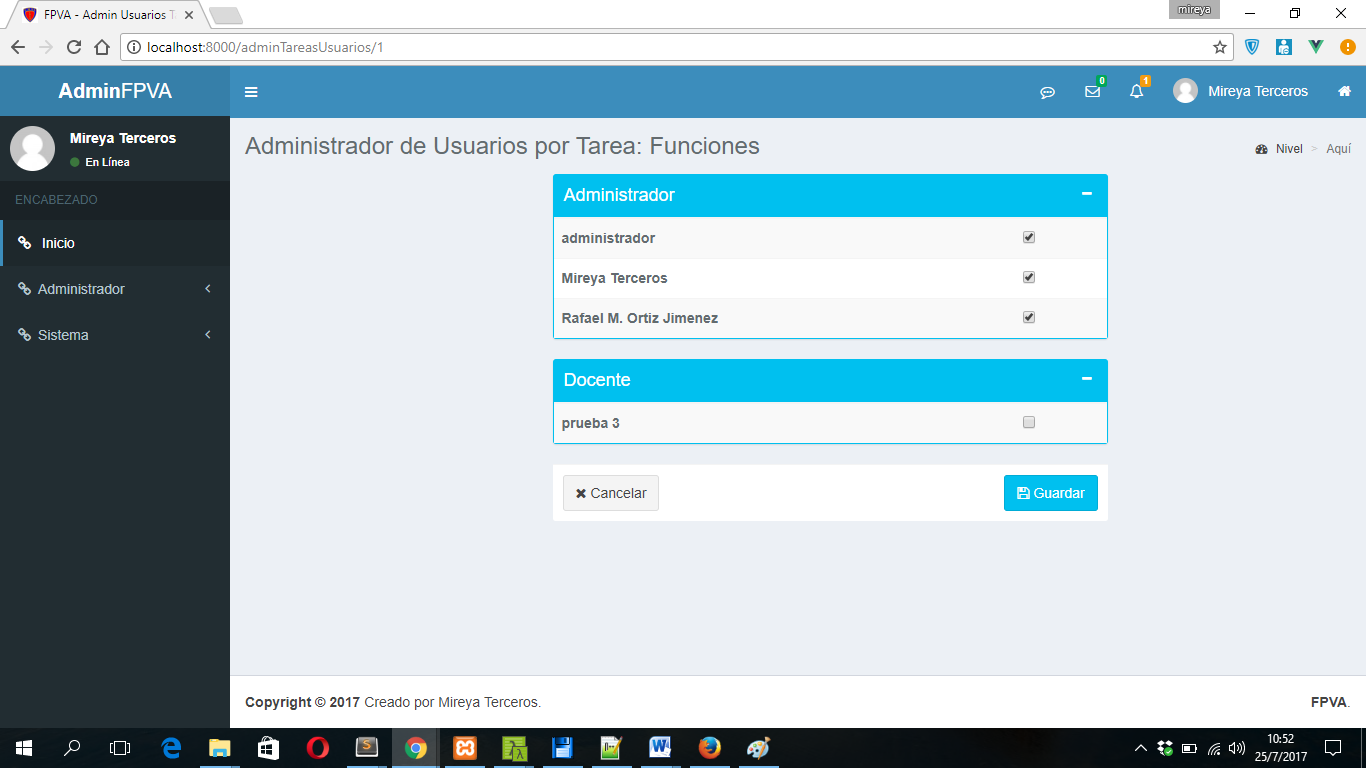 FPVA - Admin Usuarios T
mireya
localhost:8000/adminTareasUsuarios/1
AdminFPVA
0
1
Mireya Terceros
Mireya Terceros
En Línea
ENCABEZADO
Inicio
Administrador
Sistema
Administrador de Usuarios por Tarea: Funciones
Nivel > Aquí
Administrador
administrador
Mireya Terceros
Rafael M. Ortiz Jimenez
Docente
prueba 3
Cancelar
Guardar
Copyright © 2017 Creado por Mireya Terceros.
FPVA.
10:52
25/7/2017